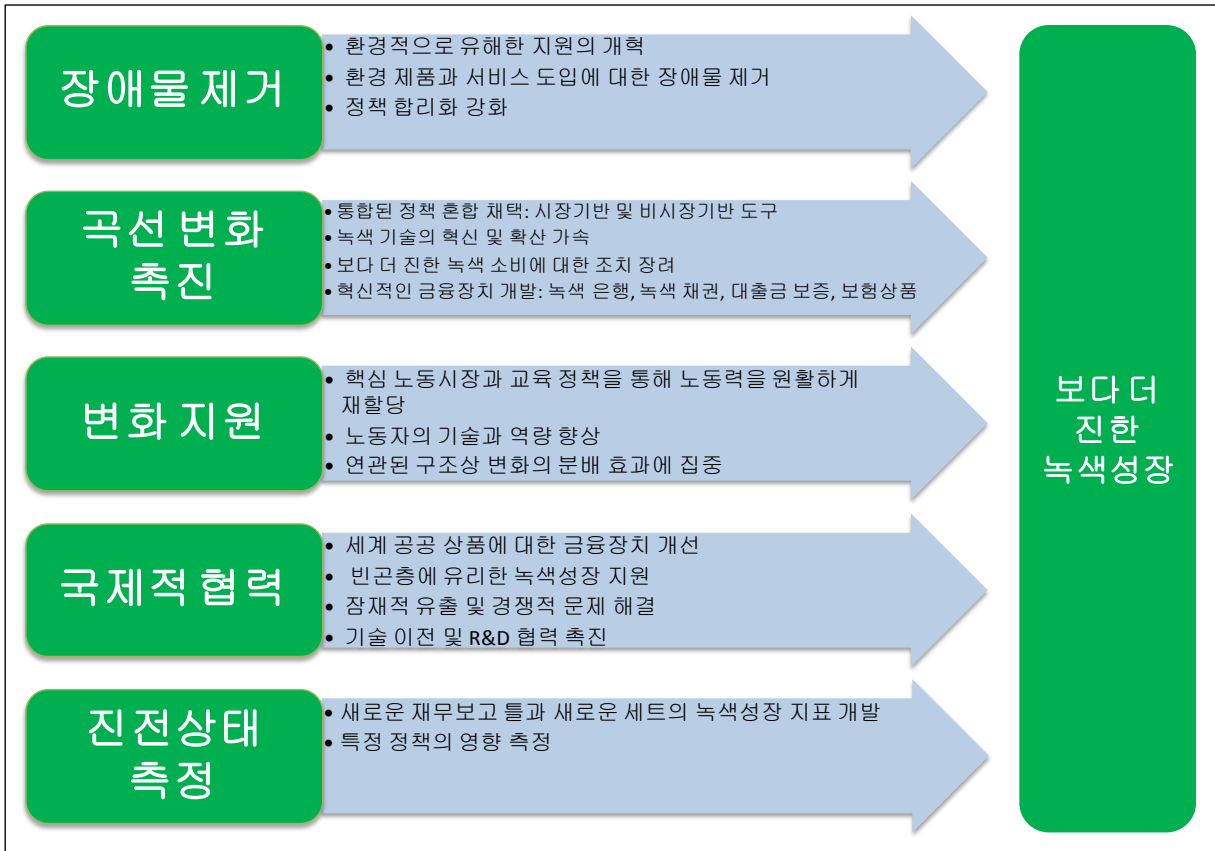 장애물 제거
• 환경적으로 유해한 지원의 개혁
• 환경 제품과 서비스 도입에 대한 장애물 제거
• 정책 합리화 강화
곡선 변화
촉진
• 통합된 정책 혼합 채택: 시장기반 및 비시장기반 도구
• 녹색 기술의 혁신 및 확산 가속
• 보다 더 진한 녹색 소비에 대한 조치 장려
• 혁신적인 금융장치 개발: 녹색 은행, 녹색 채권, 대출금 보증, 보험상품
변화 지원
• 핵심 노동시장과 교육 정책을 통해 노동력을 원활하게
재할당
• 노동자의 기술과 역량 향상
• 연관된 구조상 변화의 분배 효과에 집중
국제적 협력
• 세계 공공 상품에 대한 금융장치 개선
• 빈곤층에 유리한 녹색성장 지원
• 잠재적 유출 및 경쟁적 문제 해결
• 기술 이전 및 R&D 협력 촉진
진전상태
측정
• 새로운 재무보고 틀과 새로운 세트의 녹색성장 지표 개발
• 특정 정책의 영향 측정
보다 더
진한
녹색성장